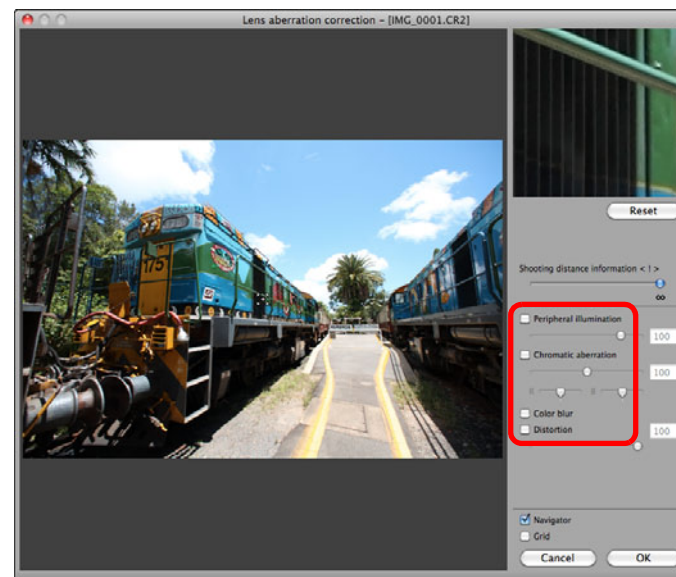 Lens aberration correction – [IMG_0001.CR2]
1751
Reset
Shooting distance information < ! >
∞
Peripheral illumination
100
Chromatic aberration
100
R B
Color blur
Distortion
100
Navigator
Grid
Cancel OK